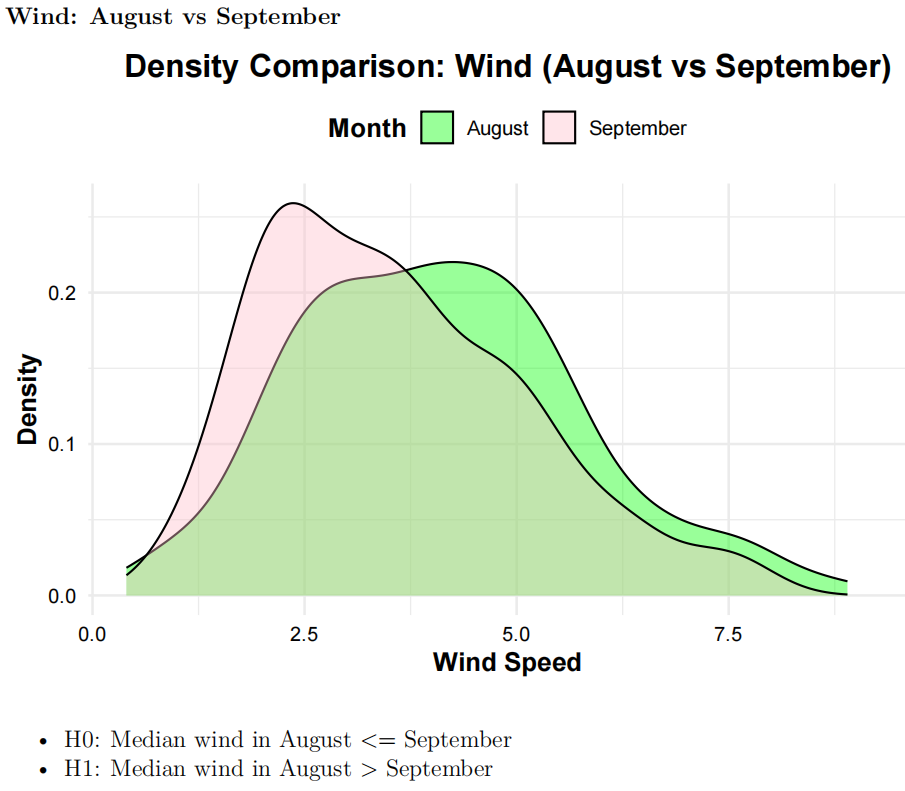 Wind: August vs September
Density Comparison: Wind (August vs September)
Month August September
Density
0.2
0.1
0.0
0.0 2.5 5.0 7.5
Wind Speed
• H0: Median wind in August <= September
• H1: Median wind in August > September